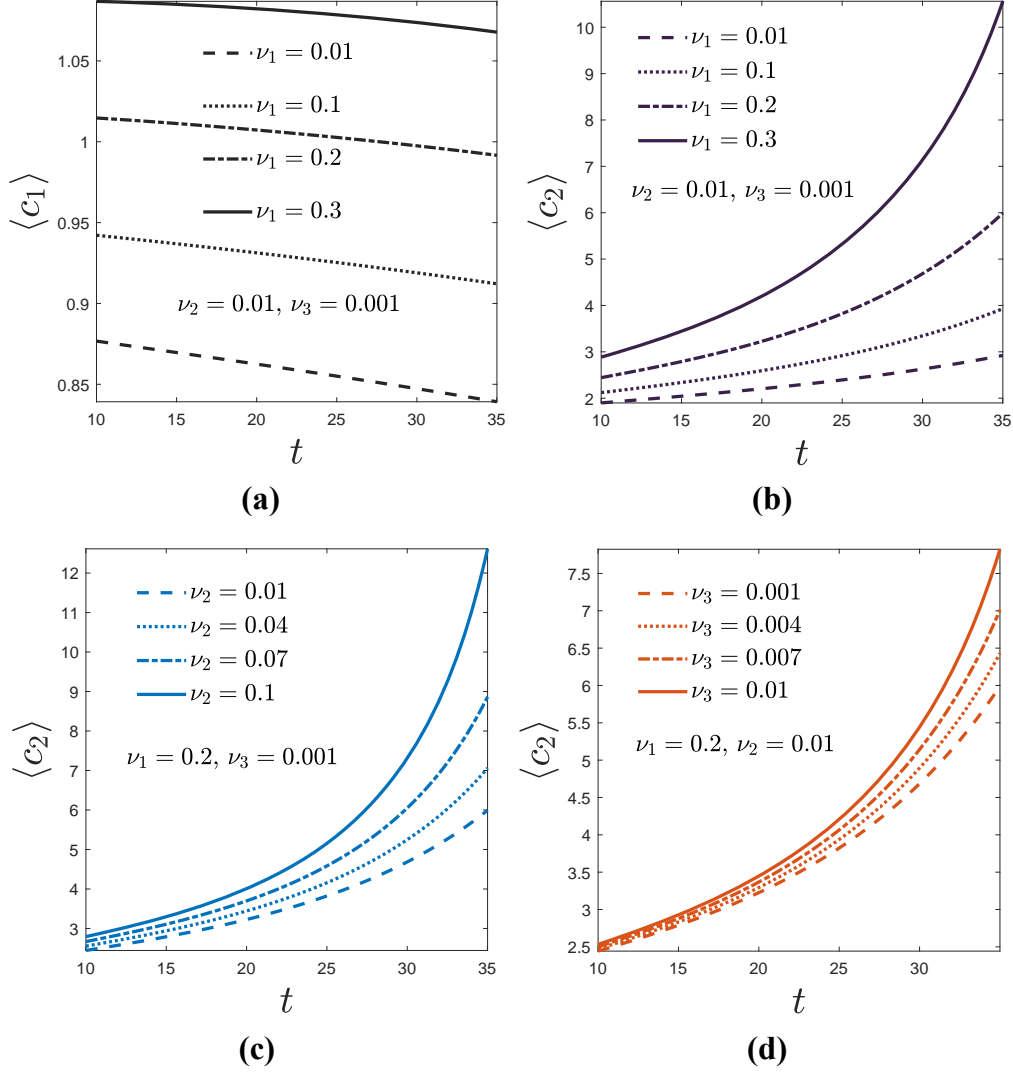 ⟨c₁⟩
1.05
1
0.95
0.9
0.85
ν₁ = 0.01
ν₁ = 0.1
ν₁ = 0.2
ν₁ = 0.3
ν₂ = 0.01, ν₃ = 0.001
10 15 20 25 30 35
t
(a)
⟨c₂⟩
10
9
8
7
6
5
4
3
2
ν₁ = 0.01
ν₁ = 0.1
ν₁ = 0.2
ν₁ = 0.3
ν₂ = 0.01, ν₃ = 0.001
10 15 20 25 30 35
t
(b)
⟨c₂⟩
12
11
10
9
8
7
6
5
4
3
ν₂ = 0.01
ν₂ = 0.04
ν₂ = 0.07
ν₂ = 0.1
ν₁ = 0.2, ν₃ = 0.001
10 15 20 25 30 35
t
(c)
⟨c₂⟩
7.5
7
6.5
6
5.5
5
4.5
4
3.5
3
2.5
ν₃ = 0.001
ν₃ = 0.004
ν₃ = 0.007
ν₃ = 0.01
ν₁ = 0.2, ν₂ = 0.01
10 15 20 25 30
t
(d)